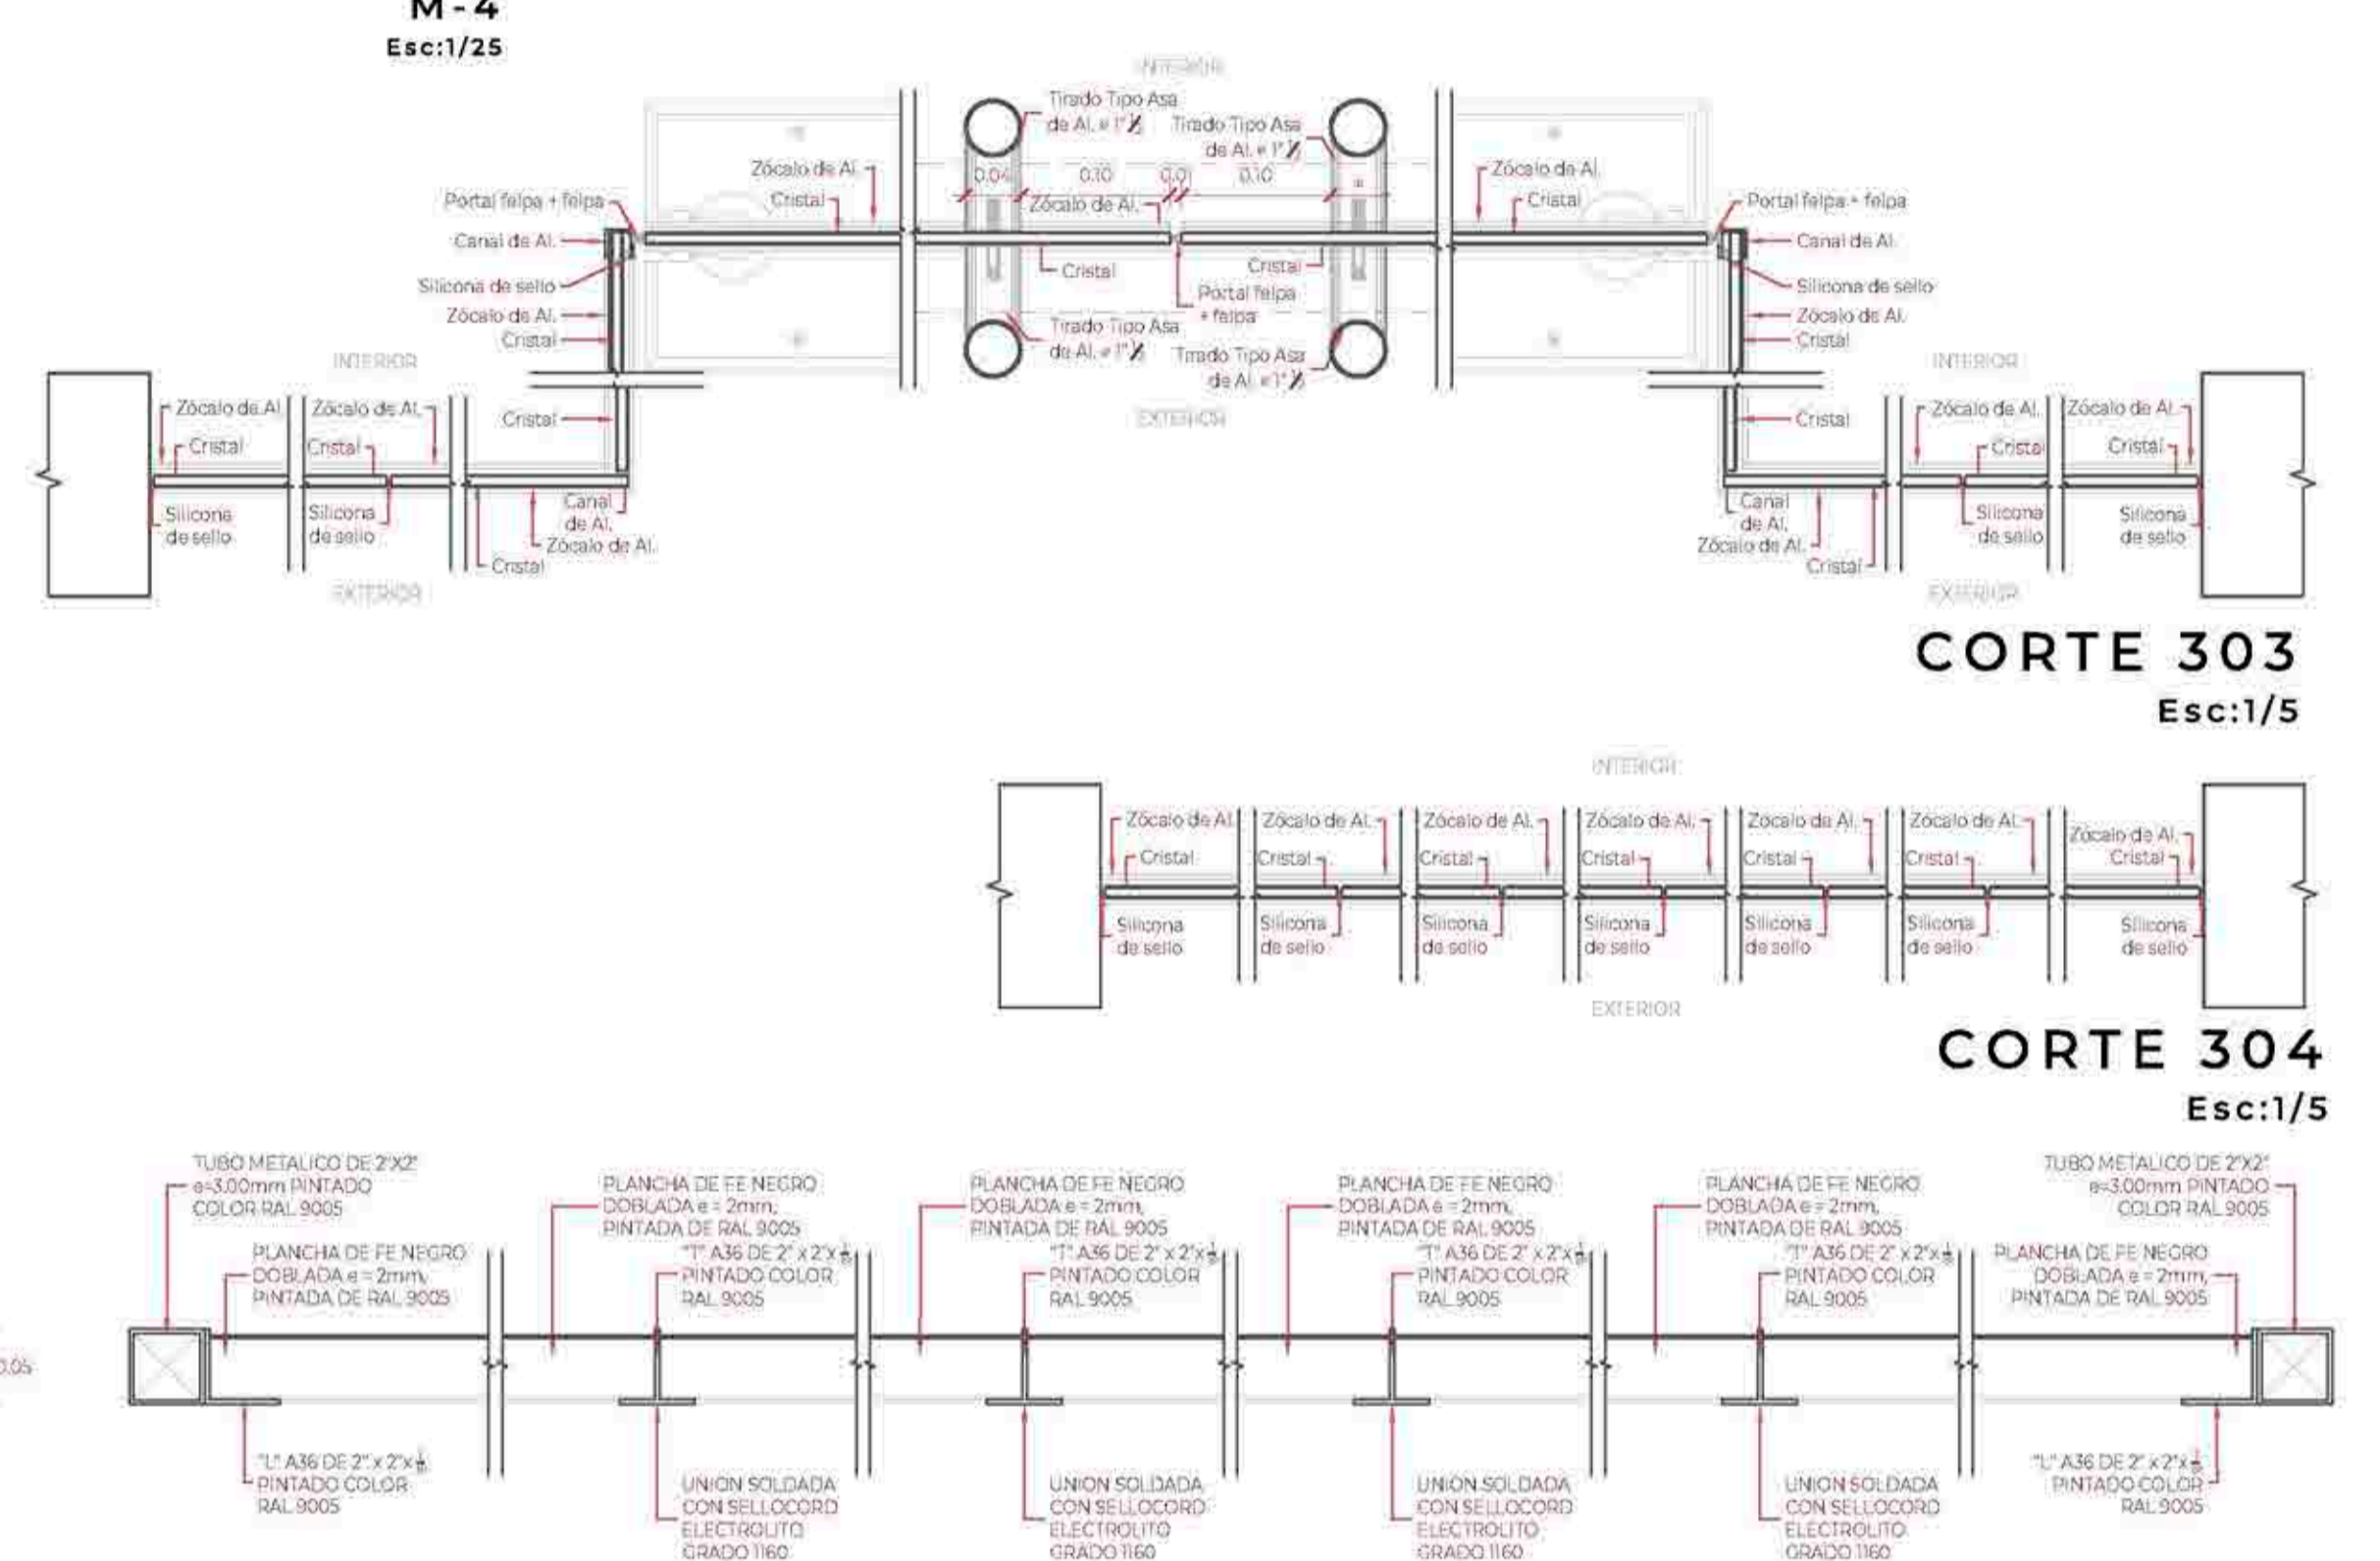 M-4
Esc:1/25
INTERIOR
Tirado Tipo Asa
de Al. ø 1" ½
Tirado Tipo Asa
de Al. ø 1" ½
Zócalo de Al.
Cristal
0.04
0.10
0.01
0.10
Zócalo de Al.
Zócalo de Al.
Cristal
Portal felpa + felpa
Canal de Al.
Silicona de sello
Zócalo de Al.
Cristal
Cristal
Cristal
Portal felpa
+ felpa
Cristal
Tirado Tipo Asa
de Al. ø 1" ½
Tirado Tipo Asa
de Al. ø 1" ½
EXTERIOR
Portal felpa + felpa
Canal de Al.
Silicona de sello
Zócalo de Al.
Cristal
Cristal
INTERIOR
Zócalo de Al.
Cristal
Zócalo de Al.
Cristal
Silicona
de sello
Silicona
de sello
Canal
de Al.
Zócalo de Al.
Cristal
EXTERIOR
INTERIOR
Zócalo de Al.
Cristal
Zócalo de Al.
Cristal
Canal
de Al.
Zócalo de Al.
Cristal
Silicona
de sello
Silicona
de sello
EXTERIOR
CORTE 303
Esc:1/5
INTERIOR
Zócalo de Al.
Cristal
Zócalo de Al.
Cristal
Zócalo de Al.
Cristal
Zócalo de Al.
Cristal
Zócalo de Al.
Cristal
Zócalo de Al.
Cristal
Zócalo de Al.
Cristal
Silicona
de sello
Silicona
de sello
Silicona
de sello
Silicona
de sello
Silicona
de sello
Silicona
de sello
Silicona
de sello
EXTERIOR
CORTE 304
Esc:1/5
TUBO METALICO DE 2"X2"
e=3.00mm PINTADO
COLOR RAL 9005
PLANCHA DE FE NEGRO
DOBLADA e = 2mm,
PINTADA DE RAL 9005
PLANCHA DE FE NEGRO
DOBLADA e = 2mm,
PINTADA DE RAL 9005
"T" A36 DE 2" x 2"x
PINTADO COLOR
RAL 9005
PLANCHA DE FE NEGRO
DOBLADA e = 2mm,
PINTADA DE RAL 9005
"T" A36 DE 2" x 2"x
PINTADO COLOR
RAL 9005
PLANCHA DE FE NEGRO
DOBLADA e = 2mm,
PINTADA DE RAL 9005
"T" A36 DE 2" x 2"x
PINTADO COLOR
RAL 9005
PLANCHA DE FE NEGRO
DOBLADA e = 2mm,
PINTADA DE RAL 9005
"T" A36 DE 2" x 2"x
PINTADO COLOR
RAL 9005
TUBO METALICO DE 2"X2"
e=3.00mm PINTADO
COLOR RAL 9005
PLANCHA DE FE NEGRO
DOBLADA e = 2mm,
PINTADA DE RAL 9005
0.05
"L" A36 DE 2" x 2"x
PINTADO COLOR
RAL 9005
UNION SOLDADA
CON SELLOCORD
ELECTROLITO
GRADO 1160
UNION SOLDADA
CON SELLOCORD
ELECTROLITO
GRADO 1160
UNION SOLDADA
CON SELLOCORD
ELECTROLITO
GRADO 1160
UNION SOLDADA
CON SELLOCORD
ELECTROLITO
GRADO 1160
"L" A36 DE 2" x 2"x
PINTADO COLOR
RAL 9005